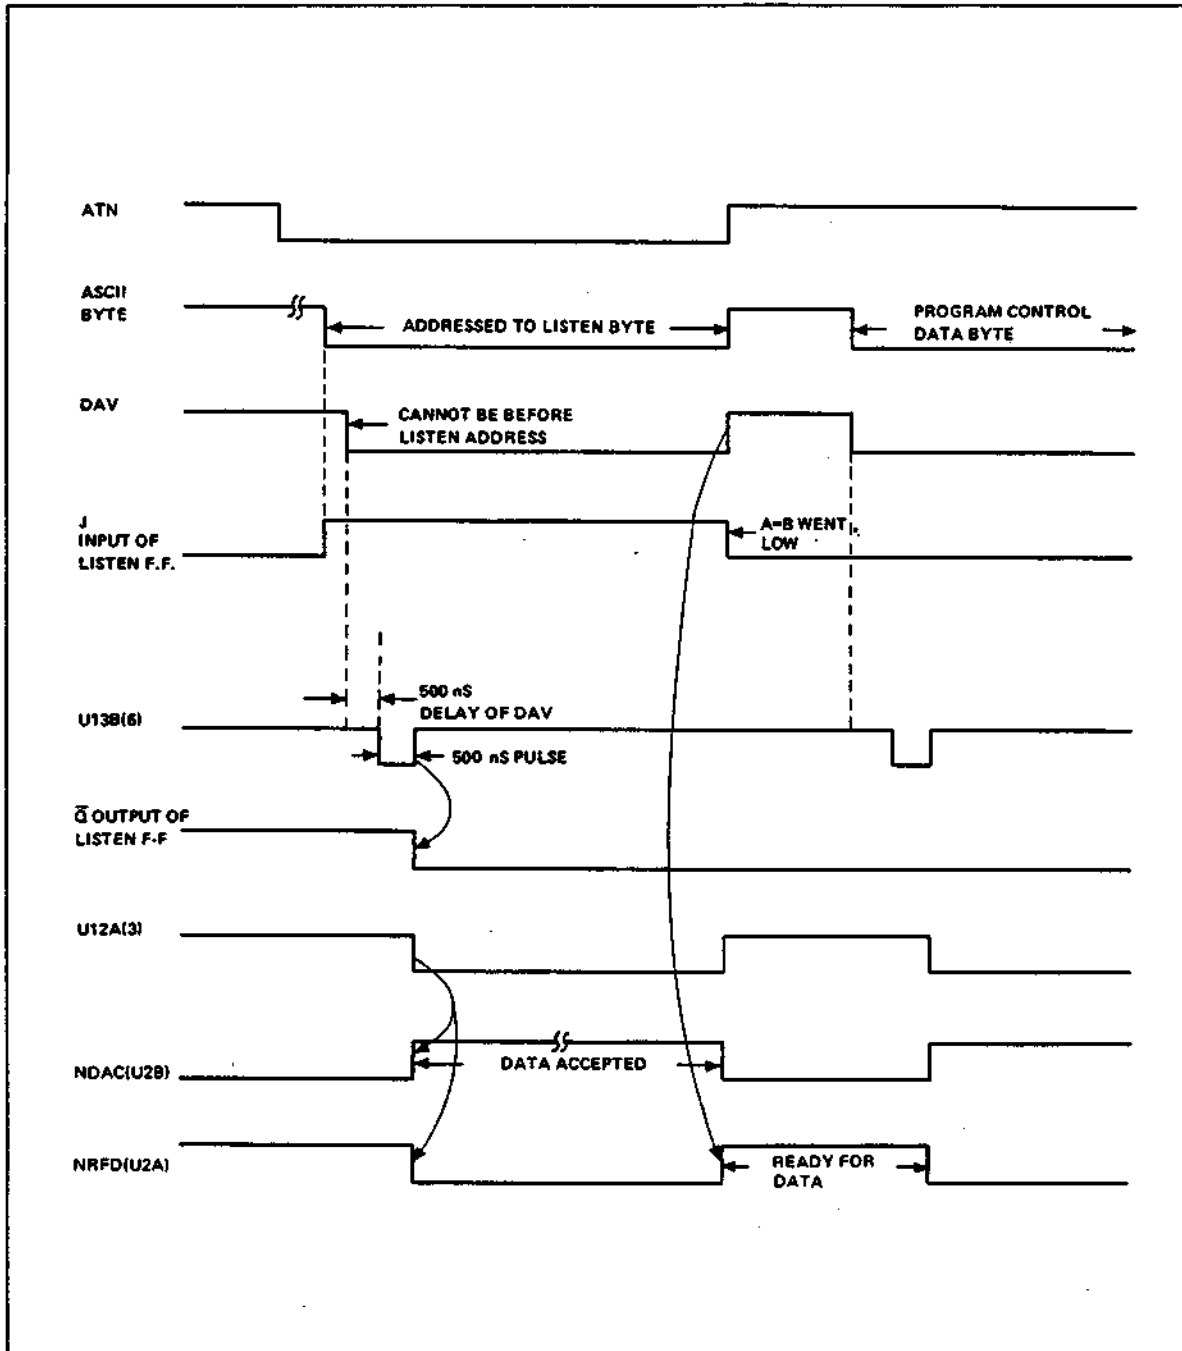 ATN
ASCII
BYTE
ADDRESSED TO LISTEN BYTE
PROGRAM CONTROL
DATA BYTE
DAV
CANNOT BE BEFORE
LISTEN ADDRESS
J
INPUT OF
LISTEN F.F.
A=B WENT
LOW
500 nS
DELAY OF DAV
U13B(6)
500 nS PULSE
Q̅ OUTPUT OF
LISTEN F-F
U12A(3)
NDAC(U2B)
DATA ACCEPTED
NRFD(U2A)
READY FOR
DATA